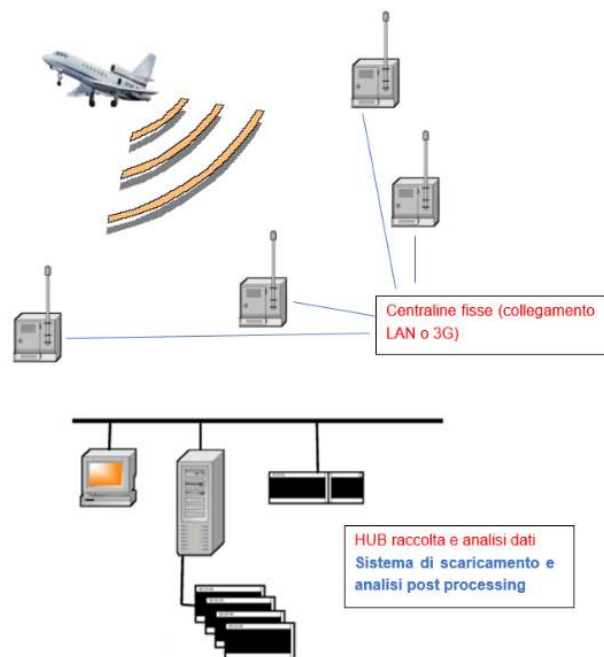 Centraline fisse (collegamento
LAN o 3G)
HUB raccolta e analisi dati
Sistema di scaricamento e
analisi post processing